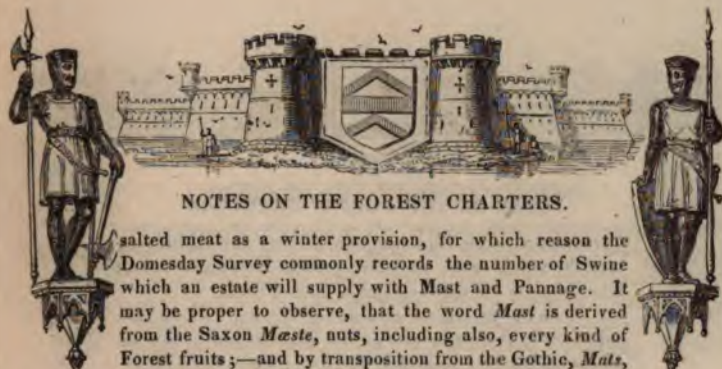 NOTES ON THE FOREST CHARTERS.
salted meat as a winter provision, for which reason the
Domesday Survey commonly records the number of Swine
which an estate will supply with Mast and Pannage. It
may be proper to observe, that the word Mast is derived
from the Saxon Mæste, nuts, including also, every kind of
Forest fruits;—and by transposition from the Gothic, Mats,